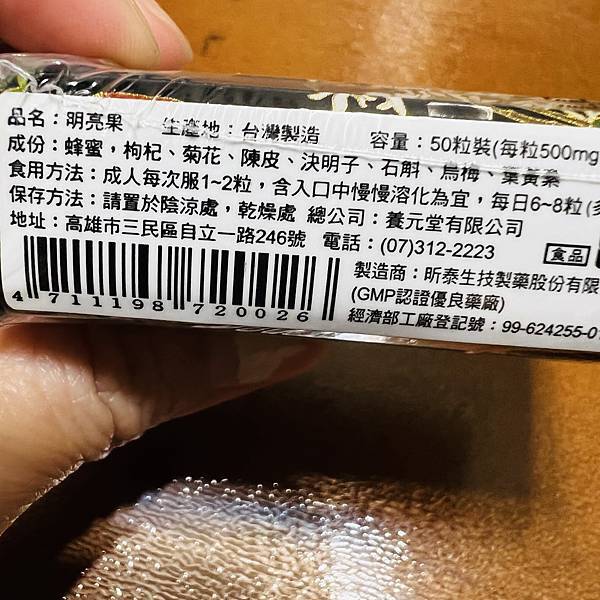 品名：明亮果 生產地：台灣製造 容量：50粒裝(每粒500mg
成份：蜂蜜，枸杞、菊花、陳皮、決明子、石斛、烏梅、葉黃素
食用方法：成人每次服1~2粒，含入口中慢慢溶化為宜，每日6~8粒(多
保存方法：請置於陰涼處，乾燥處 總公司：養元堂有限公司
地址：高雄市三民區自立一路246號 電話：(07)312-2223
食品
製造商：昕泰生技製藥股份有限
(GMP認證優良藥廠)
經濟部工廠登記號：99-624255-0
4 711198 720026